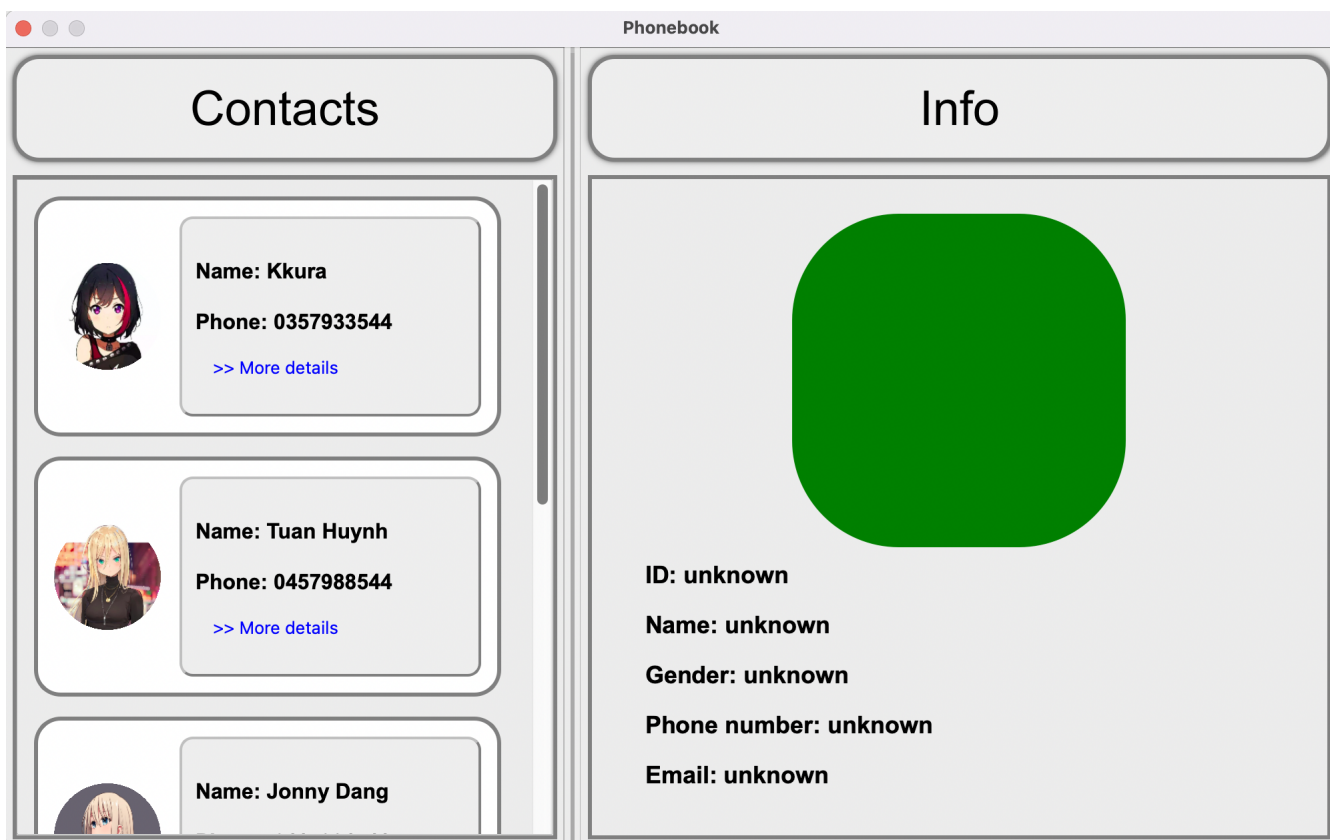 Phonebook
Contacts
Name: Kkura
Phone: 0357933544
>> More details
Name: Tuan Huynh
Phone: 0457988544
>> More details
Name: Jonny Dang
Info
ID: unknown
Name: unknown
Gender: unknown
Phone number: unknown
Email: unknown